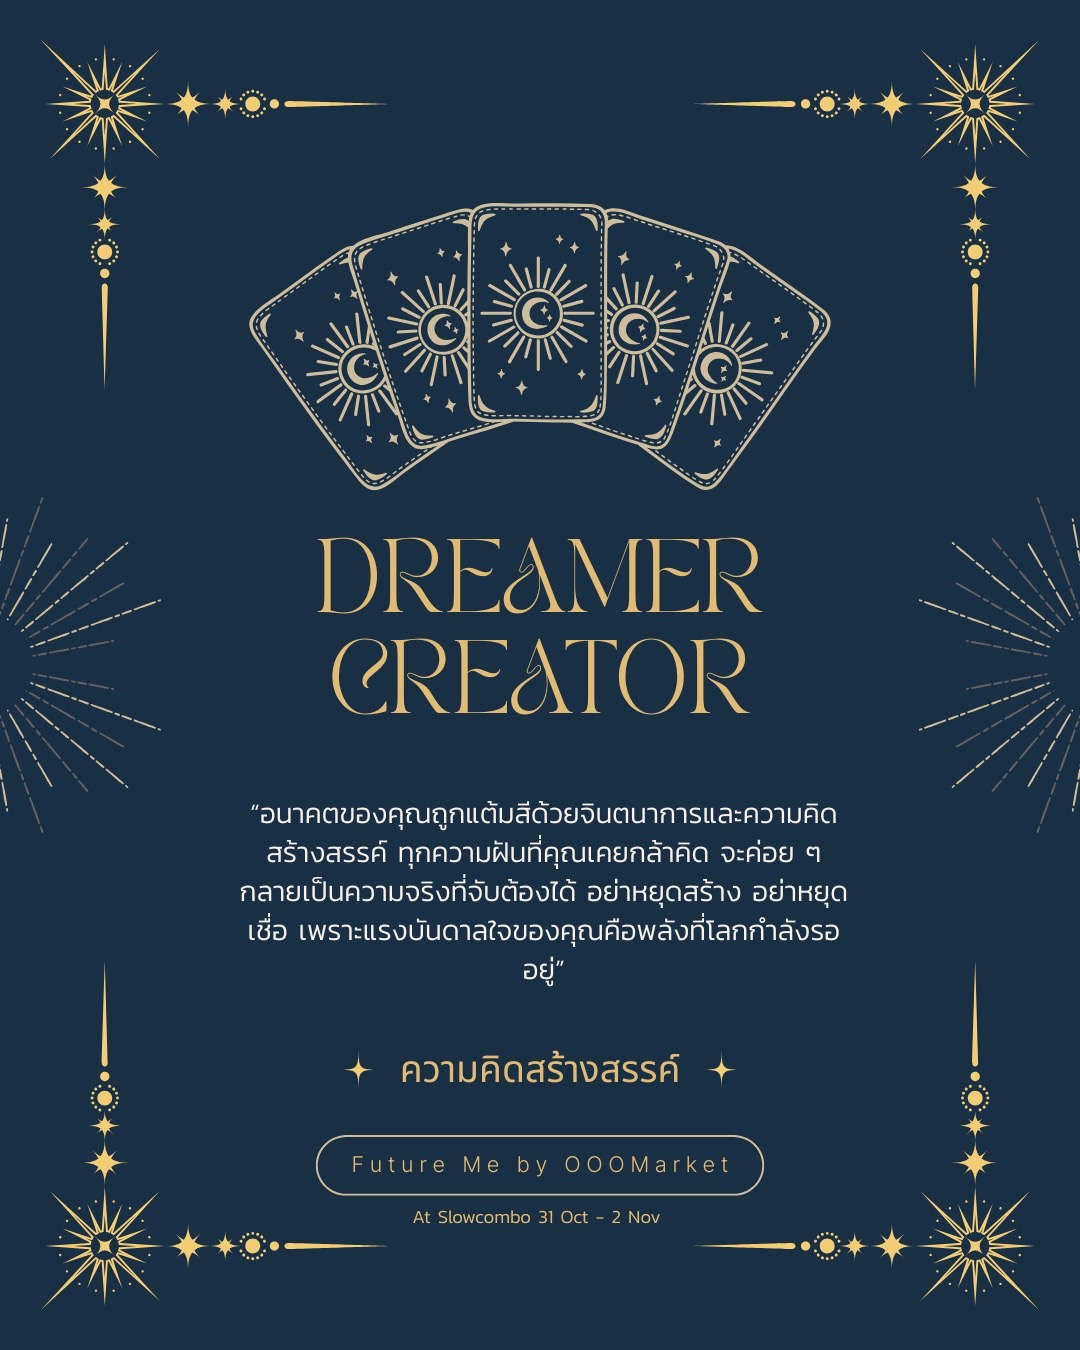 DREAMER
CREATOR
“อนาคตของคุณถูกแต้มสีด้วยจินตนาการและความคิด
สร้างสรรค์ ทุกความฝันที่คุณเคยกล้าคิด จะค่อย ๆ
กลายเป็นความจริงที่จับต้องได้ อย่าหยุดสร้าง อย่าหยุด
เชื่อ เพราะแรงบันดาลใจของคุณคือพลังที่โลกกำลังรอ
อยู่”
ความคิดสร้างสรรค์
Future Me by OOOMarket
At Slowcombo 31 Oct - 2 Nov